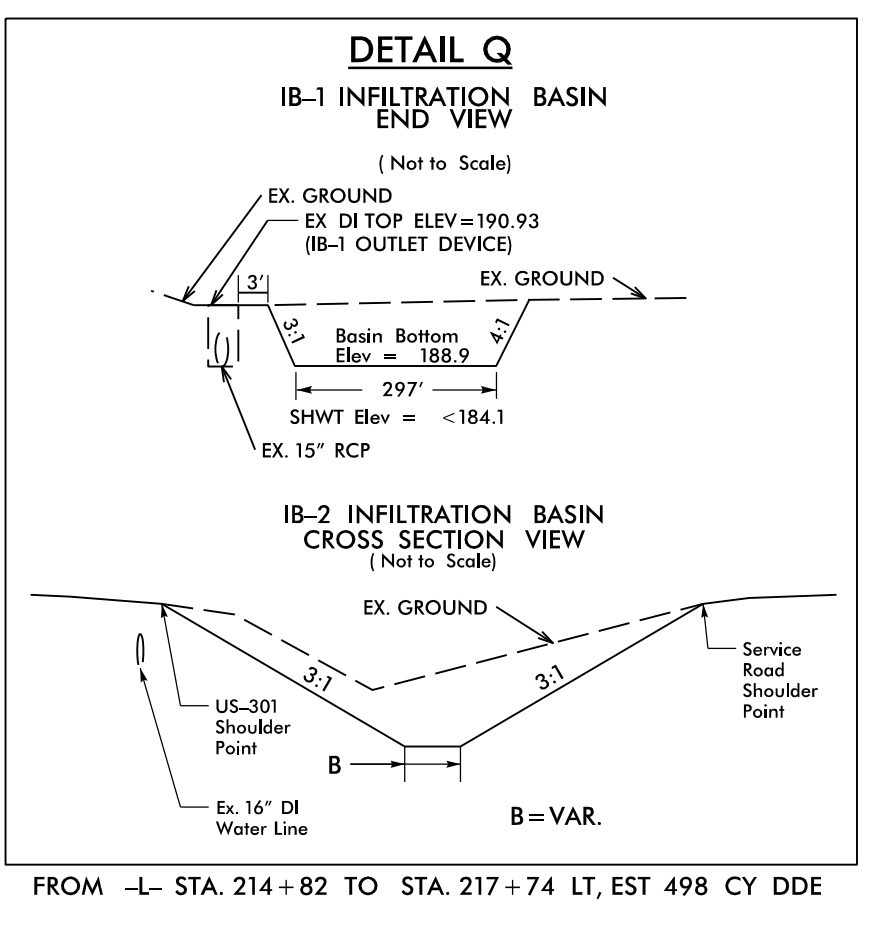 DETAIL Q
IB-1 INFILTRATION BASIN
END VIEW
(Not to Scale)
EX. GROUND
EX DI TOP ELEV=190.93
(IB-1 OUTLET DEVICE)
3'
EX. GROUND
3:1
4:1
Basin Bottom
Elev = 188.9
297'
SHWT Elev = <184.1
EX. 15" RCP
IB-2 INFILTRATION BASIN
CROSS SECTION VIEW
(Not to Scale)
EX. GROUND
3:1
3:1
Service
Road
Shoulder
Point
US-301
Shoulder
Point
B
Ex. 16" DI
Water Line
B=VAR.
FROM -L- STA. 214+82 TO STA. 217+74 LT, EST 498 CY DDE